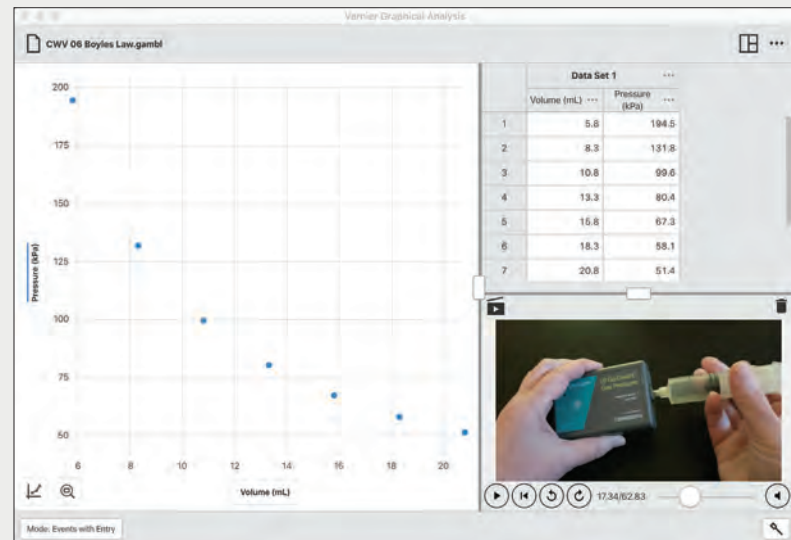 Vernier Graphical Analysis
CWV 06 Boyles Law.gambl
200
175
150
125
100
75
50
Pressure (kPa)
6 8 10 12 14 16 18 20
Volume (mL)
Data Set 1
Volume (mL) Pressure (kPa)
1 5.8 194.5
2 8.3 131.8
3 10.8 99.6
4 13.3 80.4
5 15.8 67.3
6 18.3 58.1
7 20.8 51.4
Gas Pressure
17.34/62.83
Mode: Events with Entry